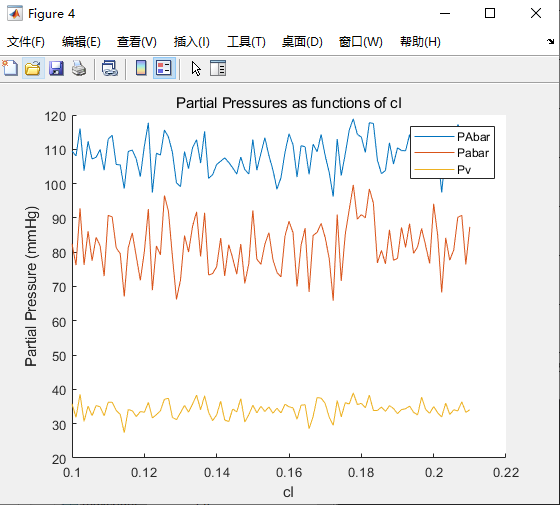 Figure 4
文件(F) 编辑(E) 查看(V) 插入(I) 工具(T) 桌面(D) 窗口(W) 帮助(H)
Partial Pressures as functions of cI
120
110
100
90
80
70
60
50
40
30
20
Partial Pressure (mmHg)
PAbar
Pabar
Pv
0.1 0.12 0.14 0.16 0.18 0.2 0.22
cI